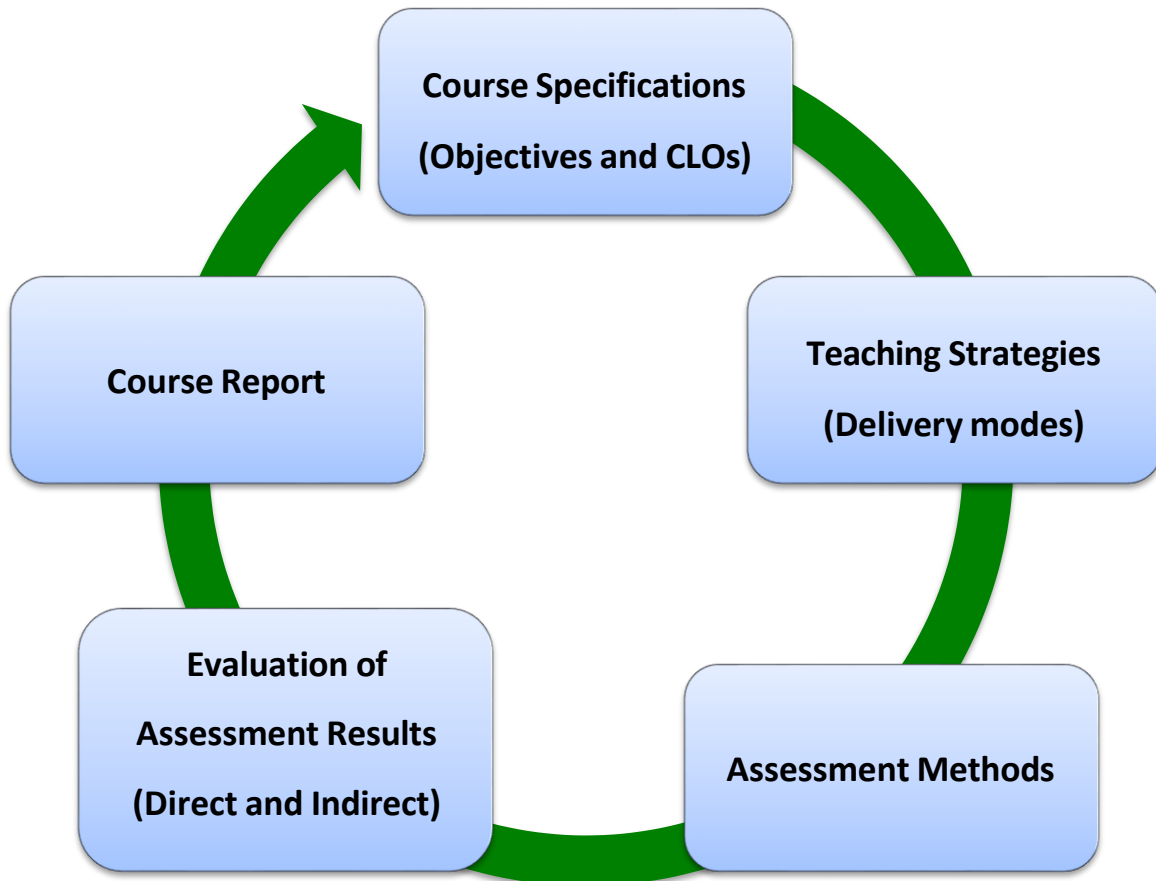 Course Specifications
(Objectives and CLOs)
Teaching Strategies
(Delivery modes)
Assessment Methods
Evaluation of
Assessment Results
(Direct and Indirect)
Course Report